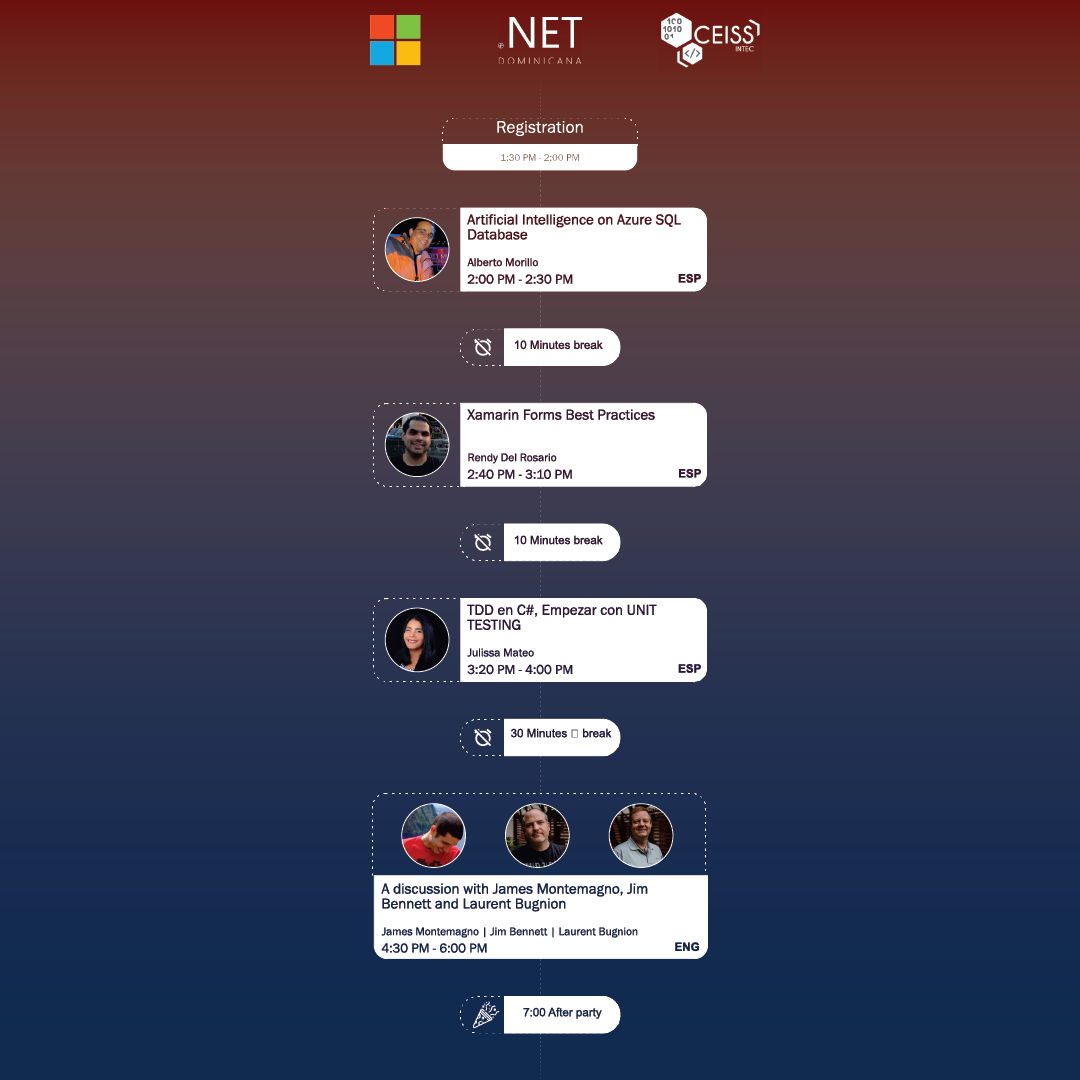 .NET
DOMINICANA
100
1010
01
</>
CEISS
INTEC
Registration
1:30 PM - 2:00 PM
Artificial Intelligence on Azure SQL
Database
Alberto Morillo
2:00 PM - 2:30 PM
ESP
10 Minutes break
Xamarin Forms Best Practices
Rendy Del Rosario
2:40 PM - 3:10 PM
ESP
10 Minutes break
TDD en C#, Empezar con UNIT
TESTING
Julissa Mateo
3:20 PM - 4:00 PM
ESP
30 Minutes □ break
A discussion with James Montemagno, Jim
Bennett and Laurent Bugnion
James Montemagno | Jim Bennett | Laurent Bugnion
4:30 PM - 6:00 PM
ENG
7:00 After party